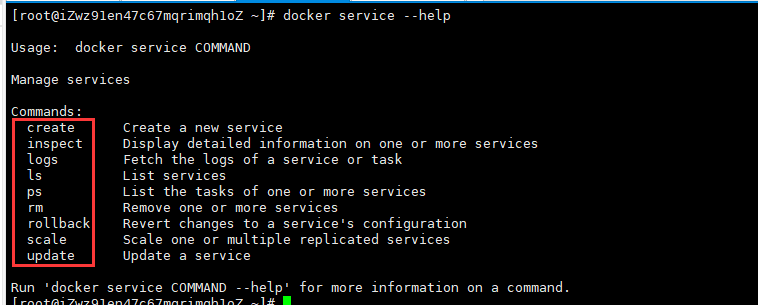 [root@iZwz91en47c67mqrimqh1oZ ~]# docker service --help
Usage:  docker service COMMAND
Manage services
Commands:
  create      Create a new service
  inspect     Display detailed information on one or more services
  logs        Fetch the logs of a service or task
  ls          List services
  ps          List the tasks of one or more services
  rm          Remove one or more services
  rollback    Revert changes to a service's configuration
  scale       Scale one or multiple replicated services
  update      Update a service
Run 'docker service COMMAND --help' for more information on a command.
[root@iZwz91en47c67mqrimqh1oZ ~]#